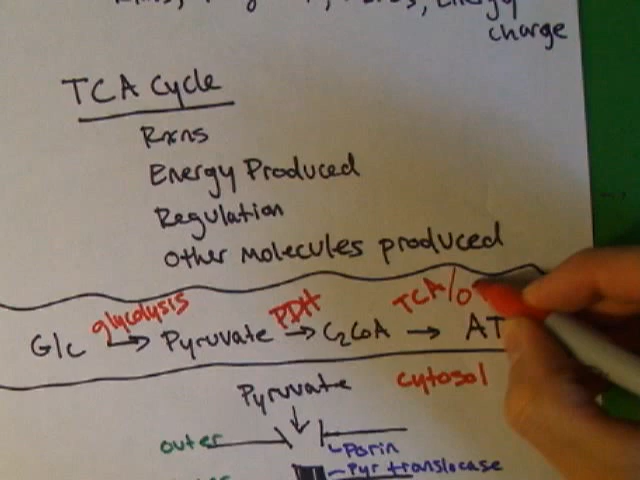 Energy
charge
TCA Cycle
Rxns
Energy Produced
Regulation
Other Molecules produced
glycolysis PDH TCA/O
Glc → Pyruvate → C2CoA → AT
Pyruvate cytosol
outer
Porin
Pyr translocase